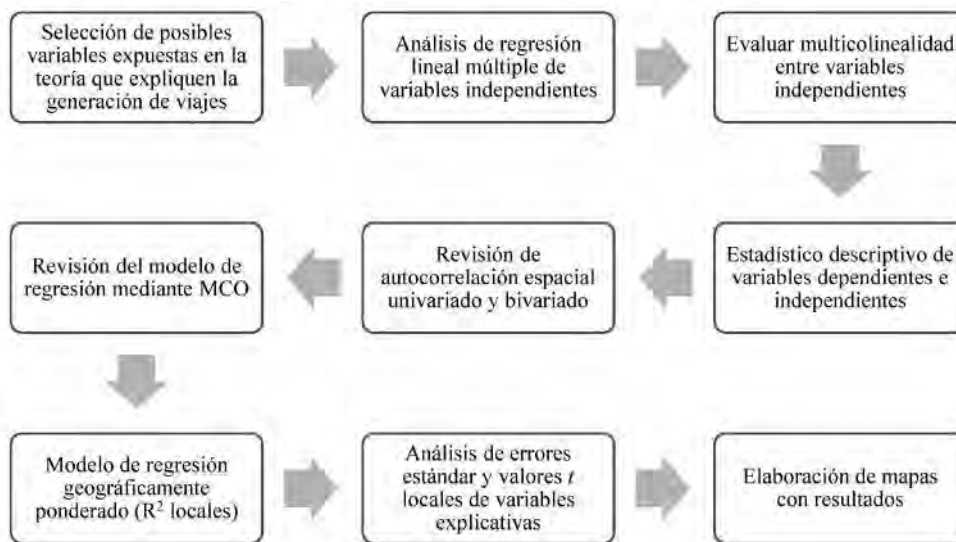 Selección de posibles
variables expuestas en la
teoría que expliquen la
generación de viajes
Análisis de regresión
lineal múltiple de
variables independientes
Evaluar multicolinealidad
entre variables
independientes
Estadístico descriptivo de
variables dependientes e
independientes
Revisión de
autocorrelación espacial
univariado y bivariado
Revisión del modelo de
regresión mediante MCO
Modelo de regresión
geográficamente
ponderado (R² locales)
Análisis de errores
estándar y valores t
locales de variables
explicativas
Elaboración de mapas
con resultados